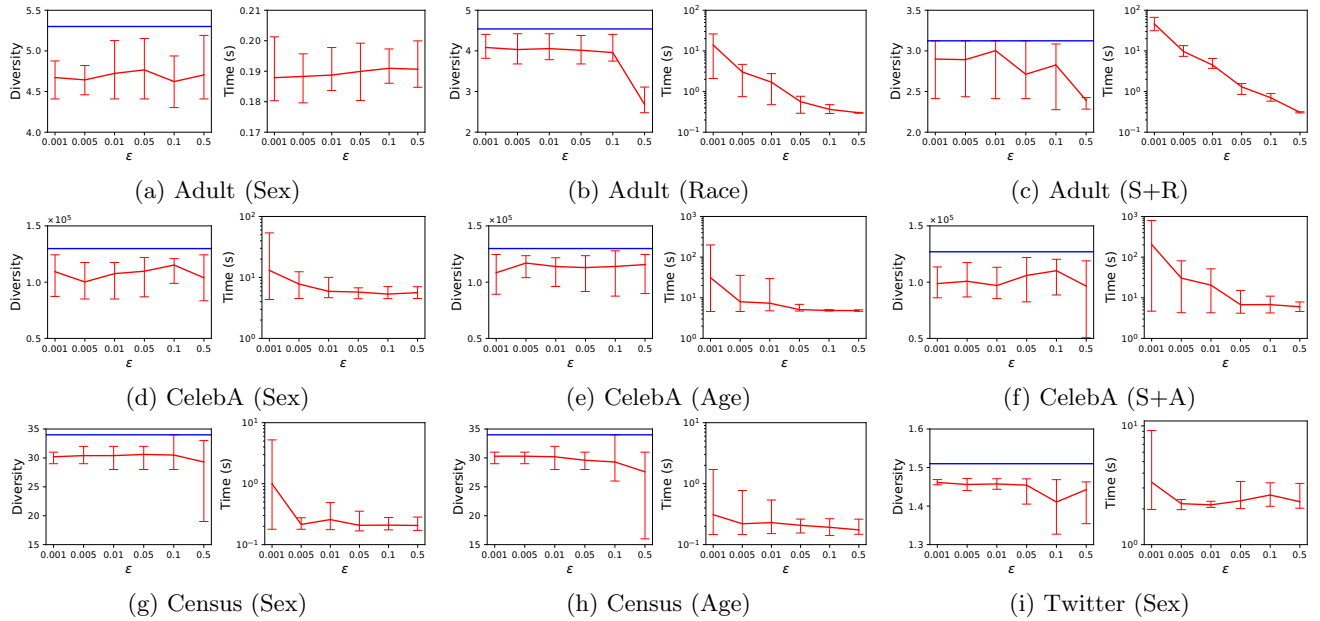 5.5
5.0
4.5
4.0
Diversity
0.001 0.005 0.01 0.05 0.1 0.5
ε
0.21
0.19
0.18
0.17
Time (s)
0.001 0.005 0.01 0.05 0.1 0.5
ε
(a) Adult (Sex)
5
4
3
2
Diversity
0.001 0.005 0.01 0.05 0.1 0.5
ε
10²
10¹
10⁰
10⁻¹
Time (s)
0.001 0.005 0.01 0.05 0.1 0.5
ε
(b) Adult (Race)
3.5
3.0
2.5
2.0
Diversity
0.001 0.005 0.01 0.05 0.1 0.5
ε
10²
10¹
10⁰
10⁻¹
Time (s)
0.001 0.005 0.01 0.05 0.1 0.5
ε
(c) Adult (S+R)
×10⁵
1.5
1.0
0.5
Diversity
0.001 0.005 0.01 0.05 0.1 0.5
ε
10²
10¹
10⁰
Time (s)
0.001 0.005 0.01 0.05 0.1 0.5
ε
(d) CelebA (Sex)
×10⁵
1.5
1.0
0.5
Diversity
0.001 0.005 0.01 0.05 0.1 0.5
ε
10³
10²
10¹
10⁰
Time (s)
0.001 0.005 0.01 0.05 0.1 0.5
ε
(e) CelebA (Age)
×10⁵
1.5
1.0
0.5
Diversity
0.001 0.005 0.01 0.05 0.1 0.5
ε
10³
10²
10¹
10⁰
Time (s)
0.001 0.005 0.01 0.05 0.1 0.5
ε
(f) CelebA (S+A)
35
30
25
20
15
Diversity
0.001 0.005 0.01 0.05 0.1 0.5
ε
10¹
10⁰
10⁻¹
Time (s)
0.001 0.005 0.01 0.05 0.1 0.5
ε
(g) Census (Sex)
35
30
25
20
15
Diversity
0.001 0.005 0.01 0.05 0.1 0.5
ε
10¹
10⁰
10⁻¹
Time (s)
0.001 0.005 0.01 0.05 0.1 0.5
ε
(h) Census (Age)
1.6
1.5
1.4
1.3
Diversity
0.001 0.005 0.01 0.05 0.1 0.5
ε
10¹
10⁰
Time (s)
0.001 0.005 0.01 0.05 0.1 0.5
ε
(i) Twitter (Sex)